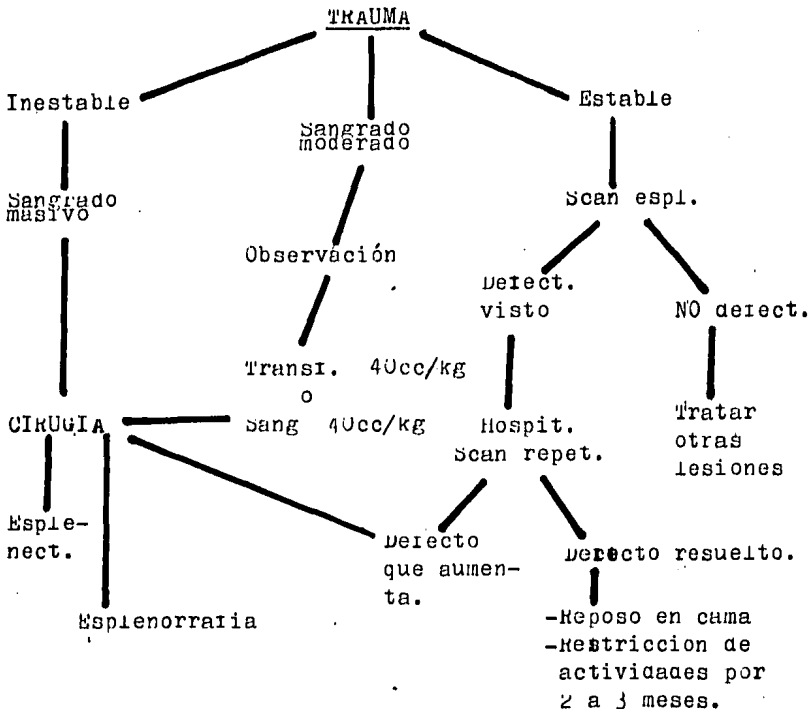 TRAUMA
Inestable
Sangrado
masivo
Sangrado
moderado
Observación
Transf. 40cc/kg
o
Sang 40cc/kg
CIRUGIA
Esple-
nect.
Esplenorrafia
Estable
Scan espl.
Defect.
visto
NO defect.
Tratar
otras
lesiones
Hospit.
Scan repet.
Defecto
que aumen-
ta.
Defecto resuelto.
-Reposo en cama
-Restriccion de
actividades por
2 a 3 meses.